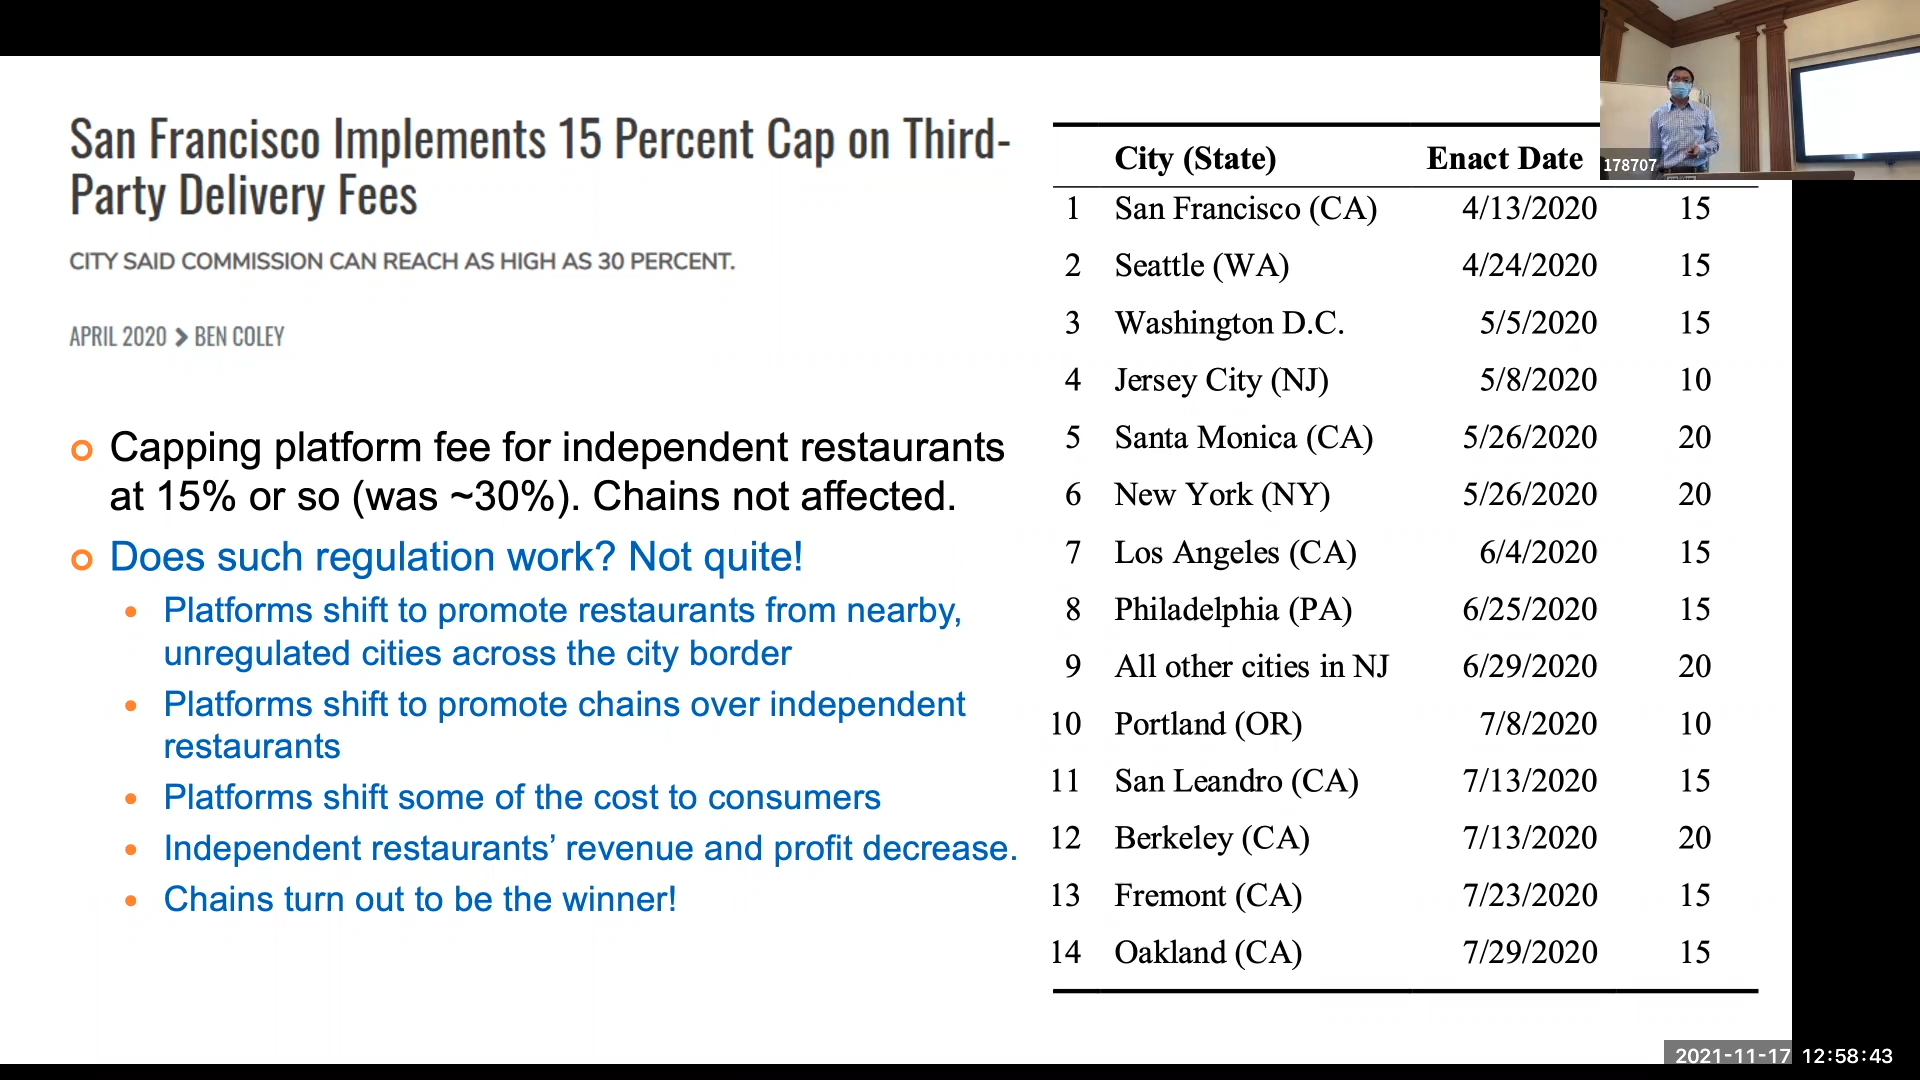 San Francisco Implements 15 Percent Cap on Third-
Party Delivery Fees
CITY SAID COMMISSION CAN REACH AS HIGH AS 30 PERCENT.
APRIL 2020 > BEN COLEY
Capping platform fee for independent restaurants
at 15% or so (was ~30%). Chains not affected.
Does such regulation work? Not quite!
Platforms shift to promote restaurants from nearby,
unregulated cities across the city border
Platforms shift to promote chains over independent
restaurants
Platforms shift some of the cost to consumers
Independent restaurants’ revenue and profit decrease.
Chains turn out to be the winner!
City (State) Enact Date
1 San Francisco (CA) 4/13/2020 15
2 Seattle (WA) 4/24/2020 15
3 Washington D.C. 5/5/2020 15
4 Jersey City (NJ) 5/8/2020 10
5 Santa Monica (CA) 5/26/2020 20
6 New York (NY) 5/26/2020 20
7 Los Angeles (CA) 6/4/2020 15
8 Philadelphia (PA) 6/25/2020 15
9 All other cities in NJ 6/29/2020 20
10 Portland (OR) 7/8/2020 10
11 San Leandro (CA) 7/13/2020 15
12 Berkeley (CA) 7/13/2020 20
13 Fremont (CA) 7/23/2020 15
14 Oakland (CA) 7/29/2020 15
178707
2021-11-17 12:58:43